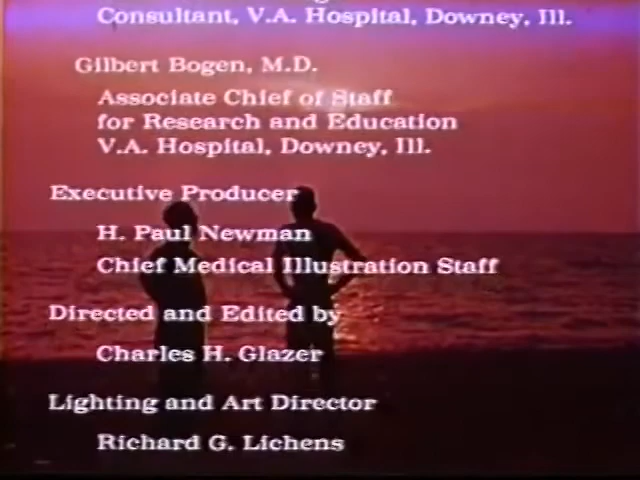 Consultant, V.A. Hospital, Downey, Ill.
Gilbert Bogen, M.D.
Associate Chief of Staff
for Research and Education
V.A. Hospital, Downey, Ill.
Executive Producer
H. Paul Newman
Chief Medical Illustration Staff
Directed and Edited by
Charles H. Glazer
Lighting and Art Director
Richard G. Lichens